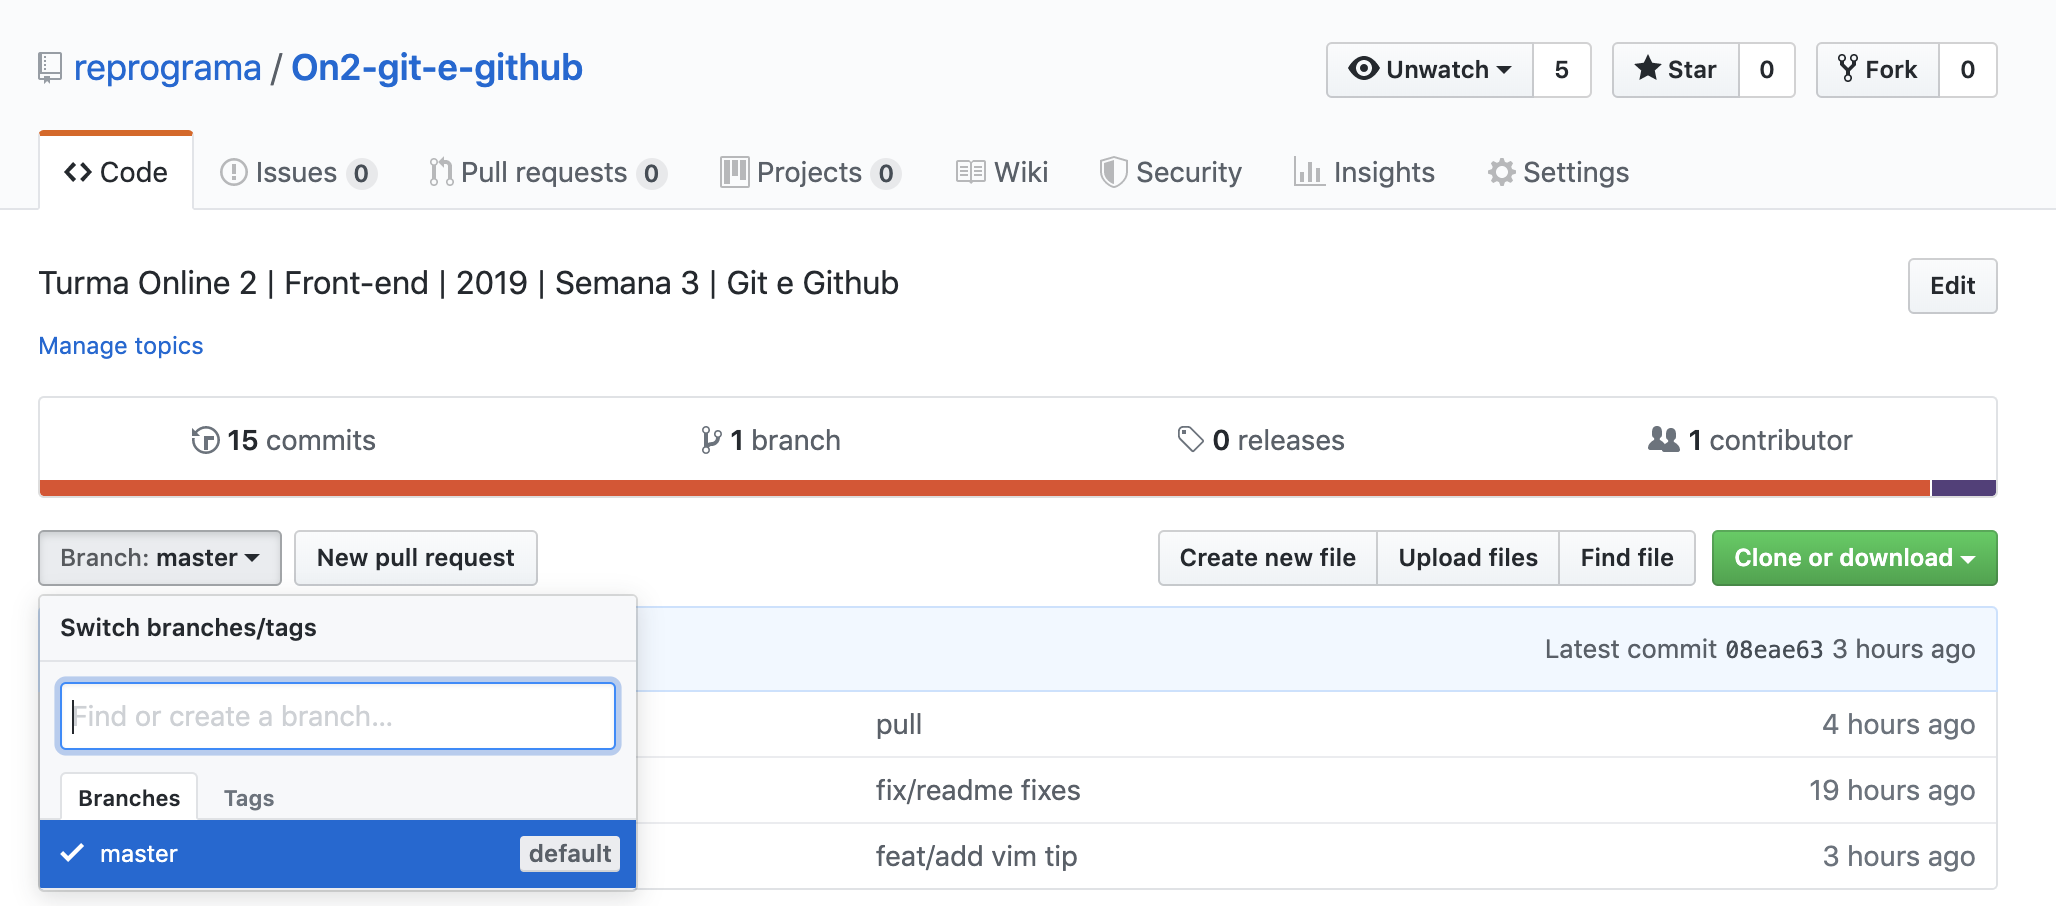 reprograma / On2-git-e-github
Unwatch 5 Star 0 Fork 0
Code Issues 0 Pull requests 0 Projects 0 Wiki Security Insights Settings
Turma Online 2 | Front-end | 2019 | Semana 3 | Git e Github
Edit
Manage topics
15 commits 1 branch 0 releases 1 contributor
Branch: master New pull request Create new file Upload files Find file Clone or download
Switch branches/tags
Latest commit 08eae63 3 hours ago
Find or create a branch...
pull 4 hours ago
fix/readme fixes 19 hours ago
Branches Tags
master default
feat/add vim tip 3 hours ago